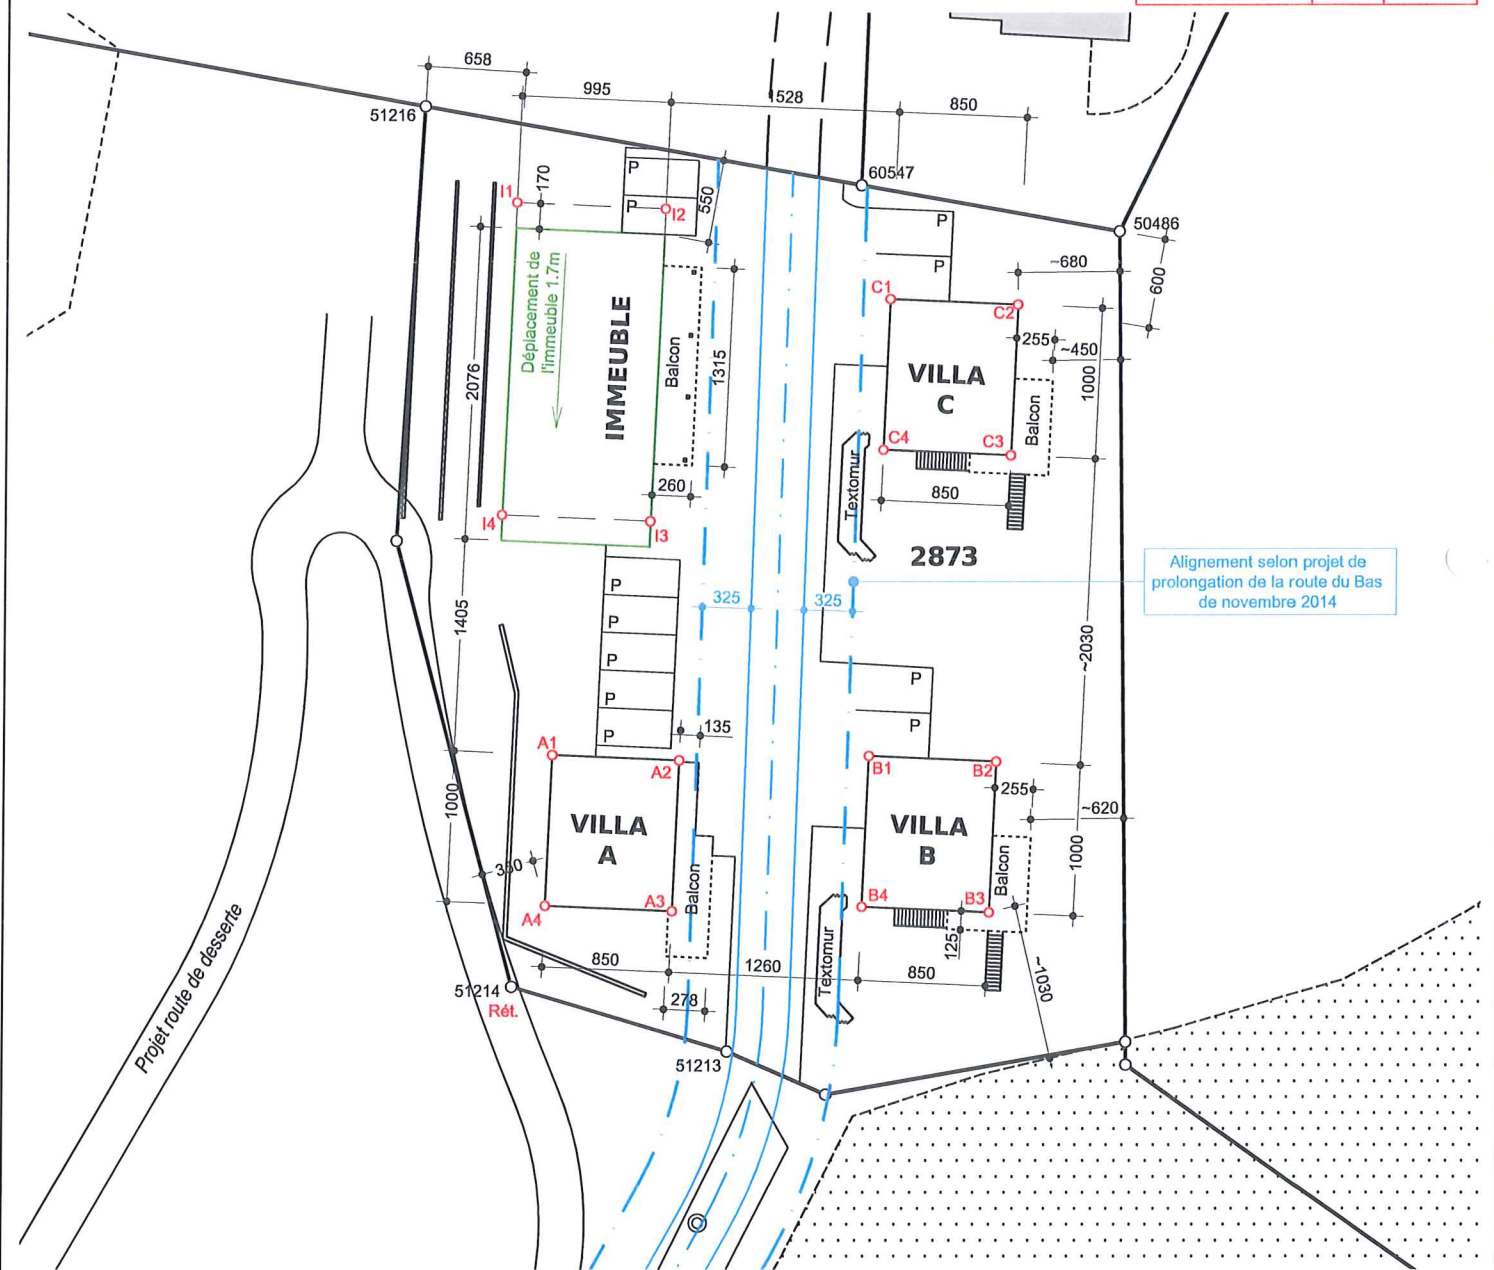 658
995
1528
850
51216
60547
50486
I1
170
P
P
I2
550
P
P
~680
600
C1
C2
255
~450
1000
Déplacement de
l'immeuble 1.7m
IMMEUBLE
Balcon
1315
2076
VILLA
C
Balcon
C4
C3
Textomur
850
260
I4
I3
2873
Alignement selon projet de
prolongation de la route du Bas
de novembre 2014
325
325
1405
P
P
P
P
P
~2030
P
P
135
A1
A2
B1
B2
255
~620
1000
VILLA
A
VILLA
B
Balcon
Balcon
1000
350
A4
A3
B4
B3
125
Textomur
850
1260
850
~1030
278
51214
Rét.
51213
Projet route de desserte